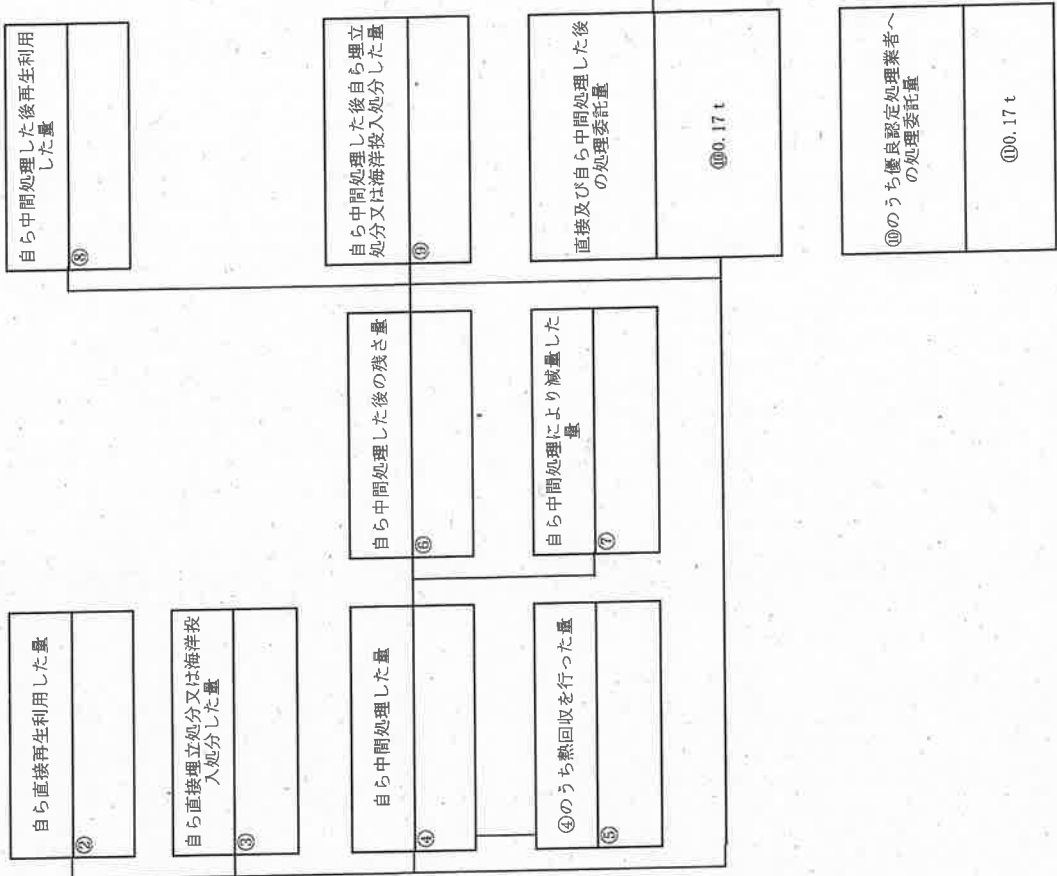 自ら直接再生利用した量
②
自ら直接埋立処分又は海洋投
入処分した量
③
自ら中間処理した量
④
④のうち熱回収を行った量
⑤
自ら中間処理した後の残さ量
⑥
自ら中間処理により減量した
量
⑦
自ら中間処理した後再生利用
した量
⑧
自ら中間処理した後自ら埋立
処分又は海洋投入処分した量
⑨
直接及び自ら中間処理した後
の処理委託量
⑩0.17 t
⑩のうち優良認定処理業者へ
の処理委託量
⑪0.17 t